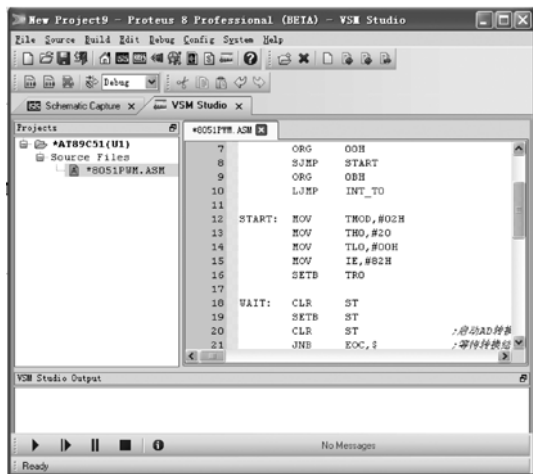 New Project9 - Proteus 8 Professional (BETA) - VSM Studio
File Source Build Edit Debug Config System Help
Debug
ISIS Schematic Capture x VSM Studio x
Projects
*8051PWM.ASM
*AT89C51(U1)
Source Files
*8051PWM.ASM
7 ORG 00H
8 SJMP START
9 ORG 0BH
10 LJMP INT_T0
11
12 START: MOV TMOD,#02H
13 MOV TH0,#20
14 MOV TL0,#00H
15 MOV IE,#82H
16 SETB TR0
17
18 WAIT: CLR ST
19 SETB ST
20 CLR ST ;启动AD转换
21 JNB EOC,$ ;等待转换
VSM Studio Output
No Messages
Ready